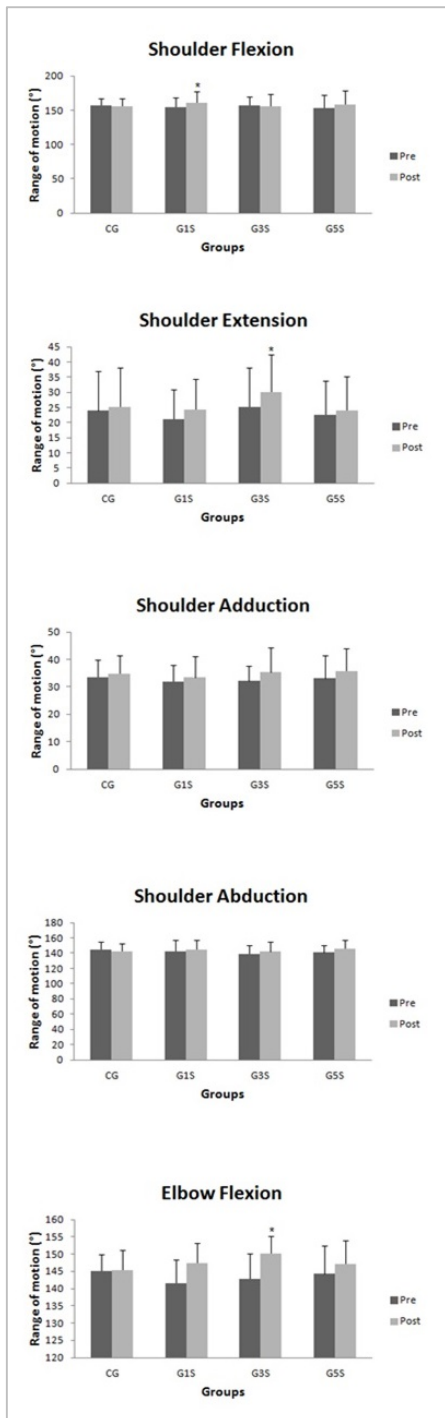 Shoulder Flexion
Range of motion (°)
200
150
100
50
0
*
CG G1S G3S G5S
Groups
Pre
Post
Shoulder Extension
Range of motion (°)
45
40
35
30
25
20
15
10
5
0
*
CG G1S G3S G5S
Groups
Pre
Post
Shoulder Adduction
Range of motion (°)
50
40
30
20
10
0
CG G1S G3S G5S
Groups
Pre
Post
Shoulder Abduction
Range of motion (°)
180
160
140
120
100
80
60
40
20
0
CG G1S G3S G5S
Groups
Pre
Post
Elbow Flexion
Range of motion (°)
160
155
150
145
140
135
130
125
120
*
CG G1S G3S G5S
Groups
Pre
Post